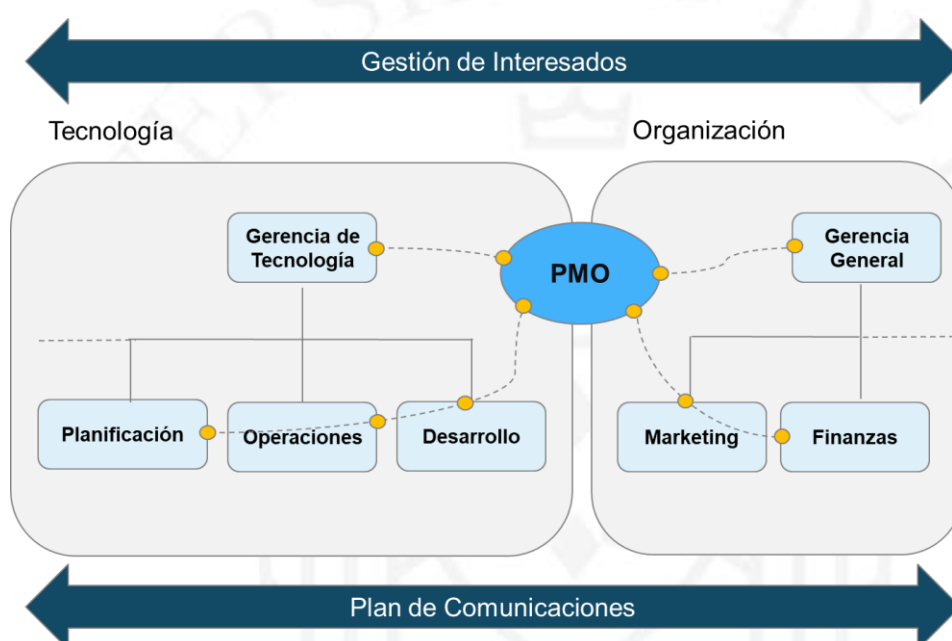 Gestión de Interesados
Tecnología
Organización
Gerencia de
Tecnología
PMO
Gerencia
General
Planificación
Operaciones
Desarrollo
Marketing
Finanzas
Plan de Comunicaciones